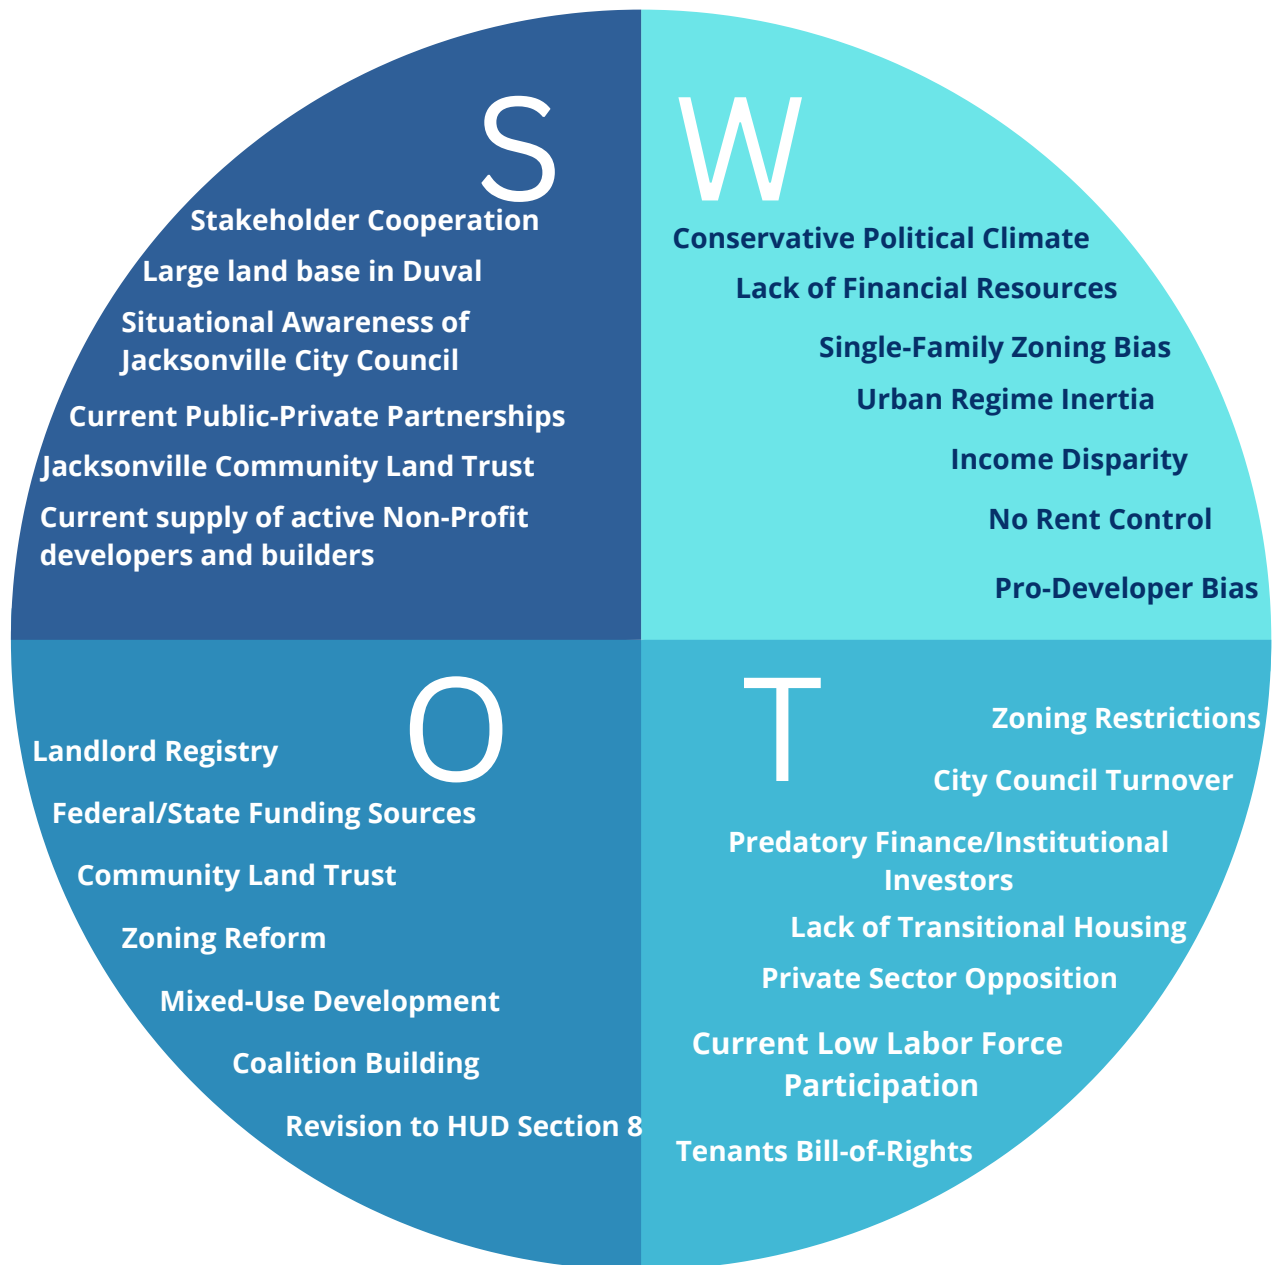 S
Stakeholder Cooperation
Large land base in Duval
Situational Awareness of
Jacksonville City Council
Current Public-Private Partnerships
Jacksonville Community Land Trust
Current supply of active Non-Profit
developers and builders
W
Conservative Political Climate
Lack of Financial Resources
Single-Family Zoning Bias
Urban Regime Inertia
Income Disparity
No Rent Control
Pro-Developer Bias
O
Landlord Registry
Federal/State Funding Sources
Community Land Trust
Zoning Reform
Mixed-Use Development
Coalition Building
Revision to HUD Section 8
T
Zoning Restrictions
City Council Turnover
Predatory Finance/Institutional
Investors
Lack of Transitional Housing
Private Sector Opposition
Current Low Labor Force
Participation
Tenants Bill-of-Rights